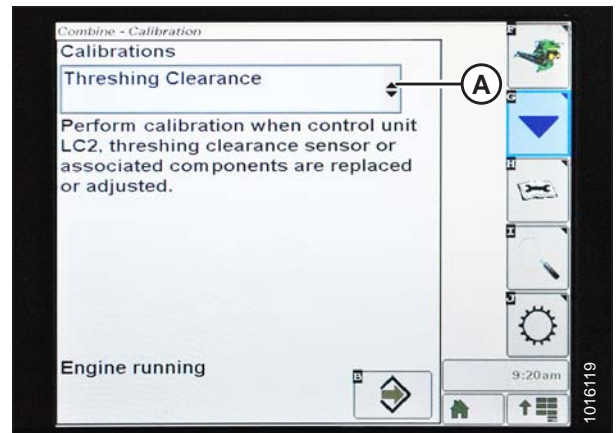 Combine - Calibration
Calibrations
Threshing Clearance
A
Perform calibration when control unit
LC2, threshing clearance sensor or
associated components are replaced
or adjusted.
Engine running
B
F
G
H
I
J
9:20am
1016119